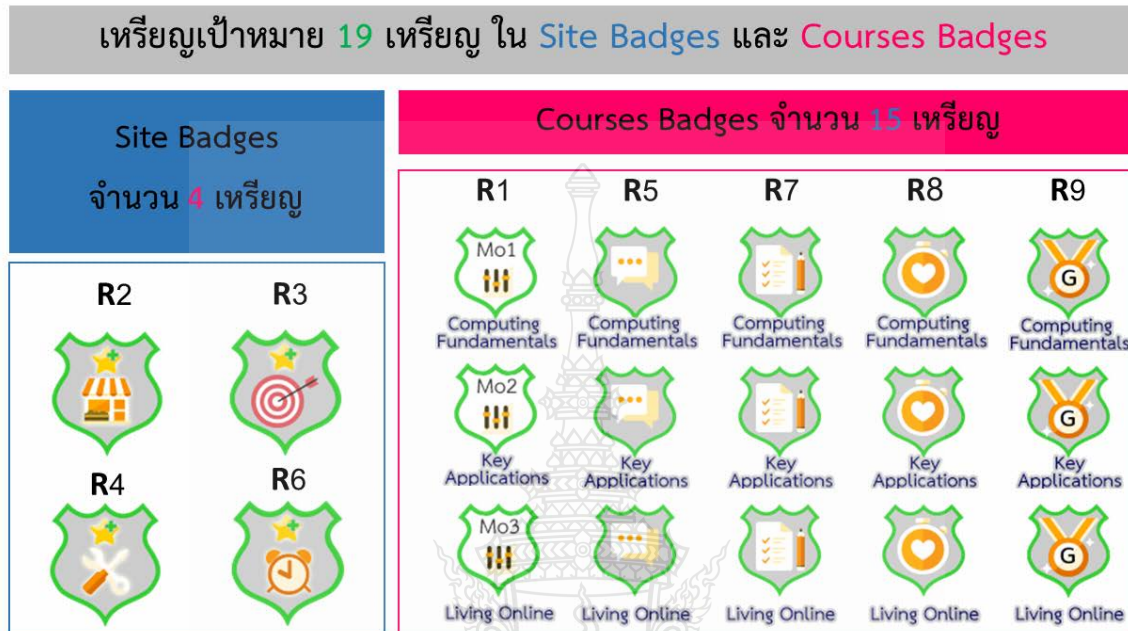 เหรียญเป้าหมาย 19 เหรียญ ใน Site Badges และ Courses Badges
Site Badges
จำนวน 4 เหรียญ
R2 R3
R4 R6
Courses Badges จำนวน 15 เหรียญ
R1 R5 R7 R8 R9
Mo1 G
Computing Computing Computing Computing Computing
Fundamentals Fundamentals Fundamentals Fundamentals Fundamentals
Mo2 G
Key Key Key Key Key
Applications Applications Applications Applications Applications
Mo3 G
Living Online Living Online Living Online Living Online Living Online